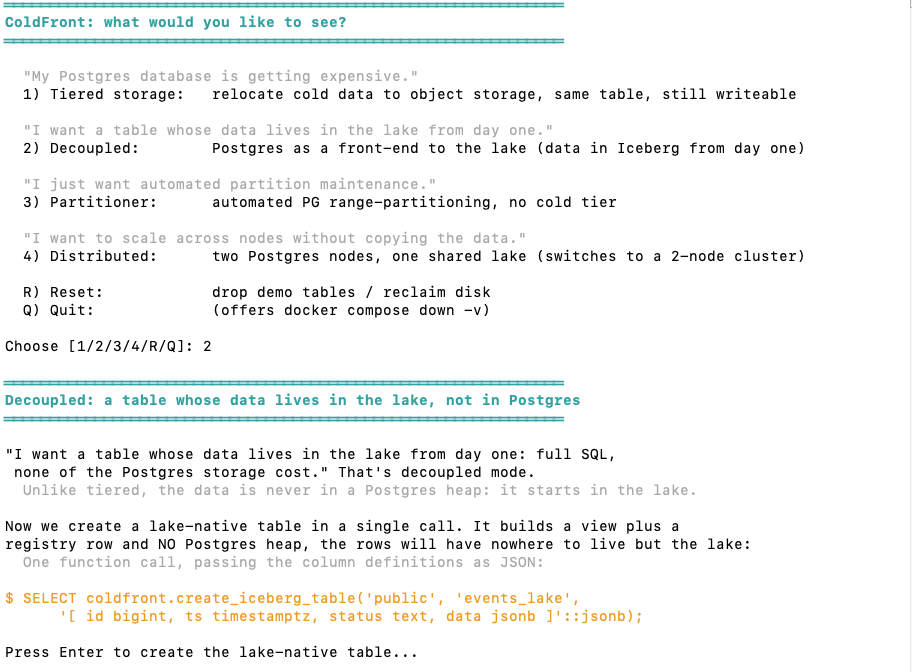 ColdFront: what would you like to see?
"My Postgres database is getting expensive."
1) Tiered storage:   relocate cold data to object storage, same table, still writeable
"I want a table whose data lives in the lake from day one."
2) Decoupled:        Postgres as a front-end to the lake (data in Iceberg from day one)
"I just want automated partition maintenance."
3) Partitioner:      automated PG range-partitioning, no cold tier
"I want to scale across nodes without copying the data."
4) Distributed:      two Postgres nodes, one shared lake (switches to a 2-node cluster)
R) Reset:            drop demo tables / reclaim disk
Q) Quit:             (offers docker compose down -v)
Choose [1/2/3/4/R/Q]: 2
Decoupled: a table whose data lives in the lake, not in Postgres
"I want a table whose data lives in the lake from day one: full SQL,
none of the Postgres storage cost." That's decoupled mode.
Unlike tiered, the data is never in a Postgres heap: it starts in the lake.
Now we create a lake-native table in a single call. It builds a view plus a
registry row and NO Postgres heap, the rows will have nowhere to live but the lake:
One function call, passing the column definitions as JSON:
$ SELECT coldfront.create_iceberg_table('public', 'events_lake',
'[ id bigint, ts timestamptz, status text, data jsonb ]'::jsonb);
Press Enter to create the lake-native table...